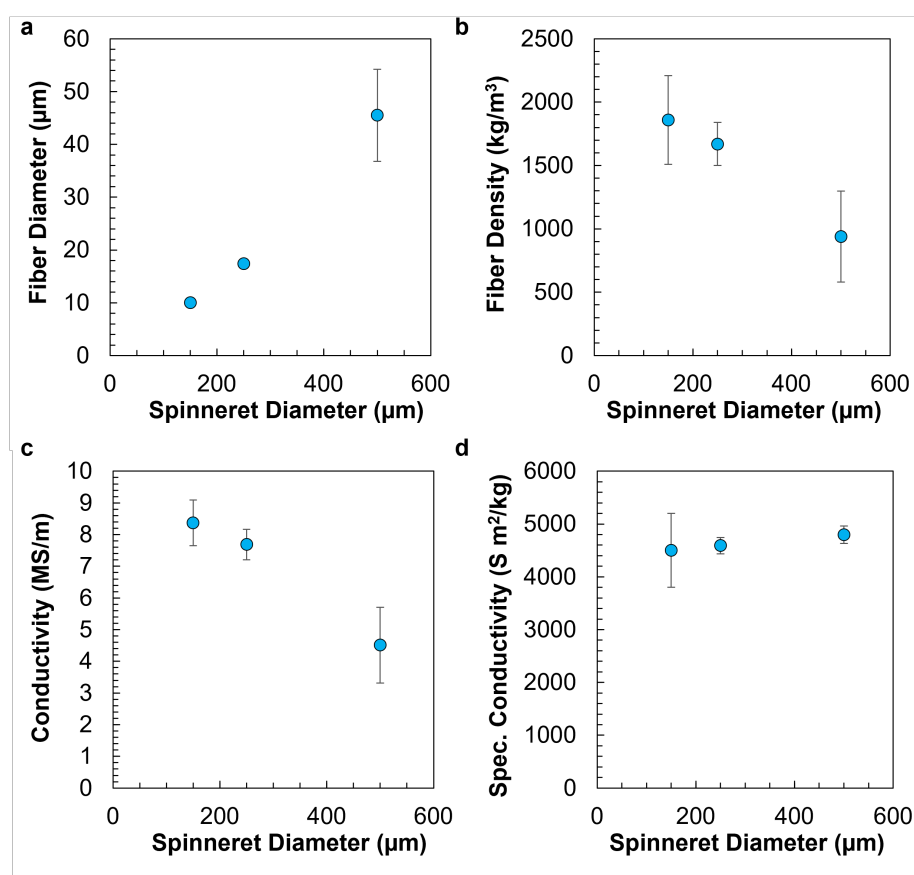 a
60
50
40
30
20
10
0
Fiber Diameter (µm)
0 200 400 600
Spinneret Diameter (µm)
b
2500
2000
1500
1000
500
0
Fiber Density (kg/m³)
0 200 400 600
Spinneret Diameter (µm)
c
10
9
8
7
6
5
4
3
2
1
0
Conductivity (MS/m)
0 200 400 600
Spinneret Diameter (µm)
d
6000
5000
4000
3000
2000
1000
0
Spec. Conductivity (S m²/kg)
0 200 400 600
Spinneret Diameter (µm)